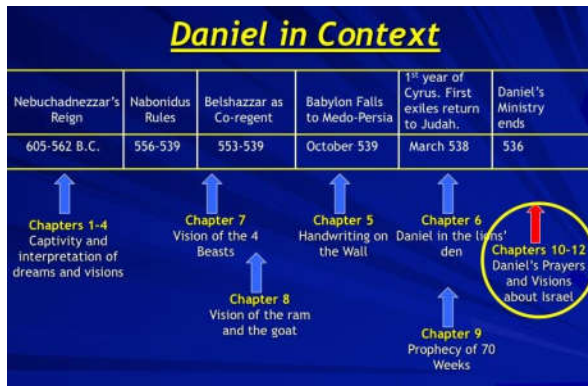 Daniel in Context
Nebuchadnezzar's
Reign
Nabonidus
Rules
Belshazzar as
Co-regent
Babylon Falls
to Medo-Persia
1st year of
Cyrus. First
exiles return
to Judah.
Daniel's
Ministry
ends
605-562 B.C.
556-539
553-539
October 539
March 538
536
Chapters 1-4
Captivity and
interpretation of
dreams and visions
Chapter 7
Vision of the 4
Beasts
Chapter 8
Vision of the ram
and the goat
Chapter 5
Handwriting on
the Wall
Chapter 6
Daniel in the lions'
den
Chapter 9
Prophecy of 70
Weeks
Chapters 10-12
Daniel's Prayers
and Visions
about Israel